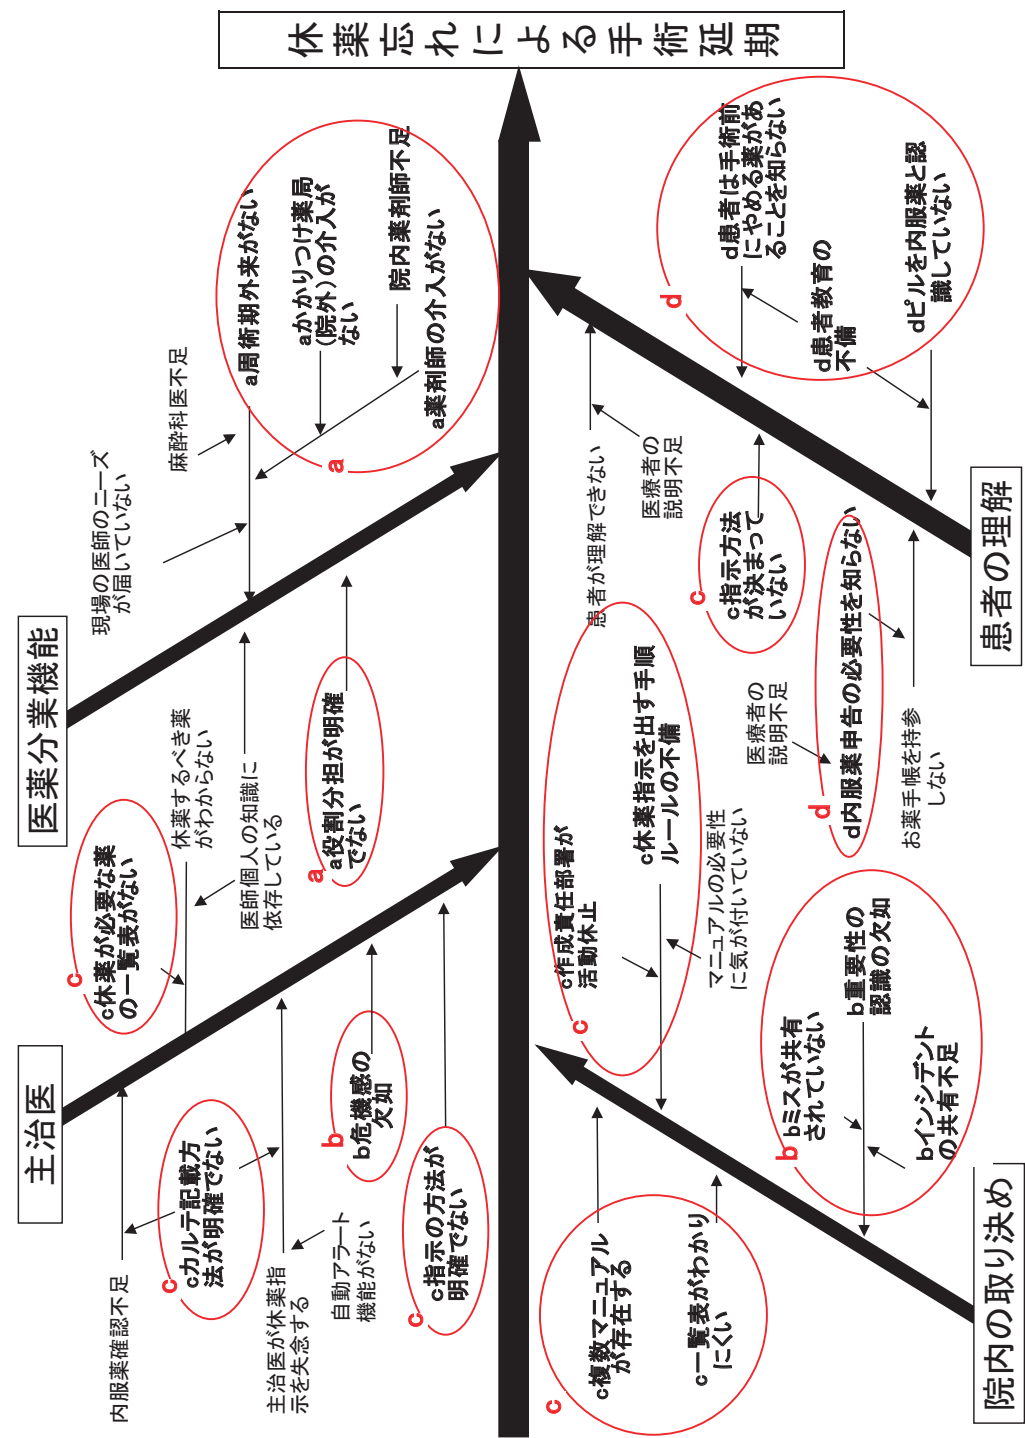 休薬忘れによる手術延期
主治医
内服薬確認不足
c
cカルテ記載方
法が明確でない
主治医が休薬指
示を失念する
自動アラート
機能がない
c
c指示の方法が
明確でない
b
b危機感の
欠如
c
c休薬が必要な薬
の一覧表がない
休薬するべき薬
がわからない
医師個人の知識に
依存している
医薬分業機能
a
a役割分担が明確
でない
現場の医師のニーズ
が届いていない
麻酔科医不足
a
a周術期外来がない
aかかりつけ薬局
(院外)の介入が
ない
院内薬剤師不足
a薬剤師の介入がない
院内の取り決め
c
c複数マニュアル
が存在する
c一覧表がわかり
にくい
c
c作成責任部署が
活動休止
c休薬指示を出す手順
ルールの不備
マニュアルの必要性
に気が付いていない
b
bミスが共有
されていない
b重要性の
認識の欠如
bインシデント
の共有不足
患者の理解
患者が理解できない
医療者の
説明不足
c
c指示方法
が決まって
いない
医療者の
説明不足
d
d内服薬申告の必要性を知らない
お薬手帳を持参
しない
d
d患者は手術前
にやめる薬があ
ることを知らない
d患者教育の
不備
dピルを内服薬と認
識していない